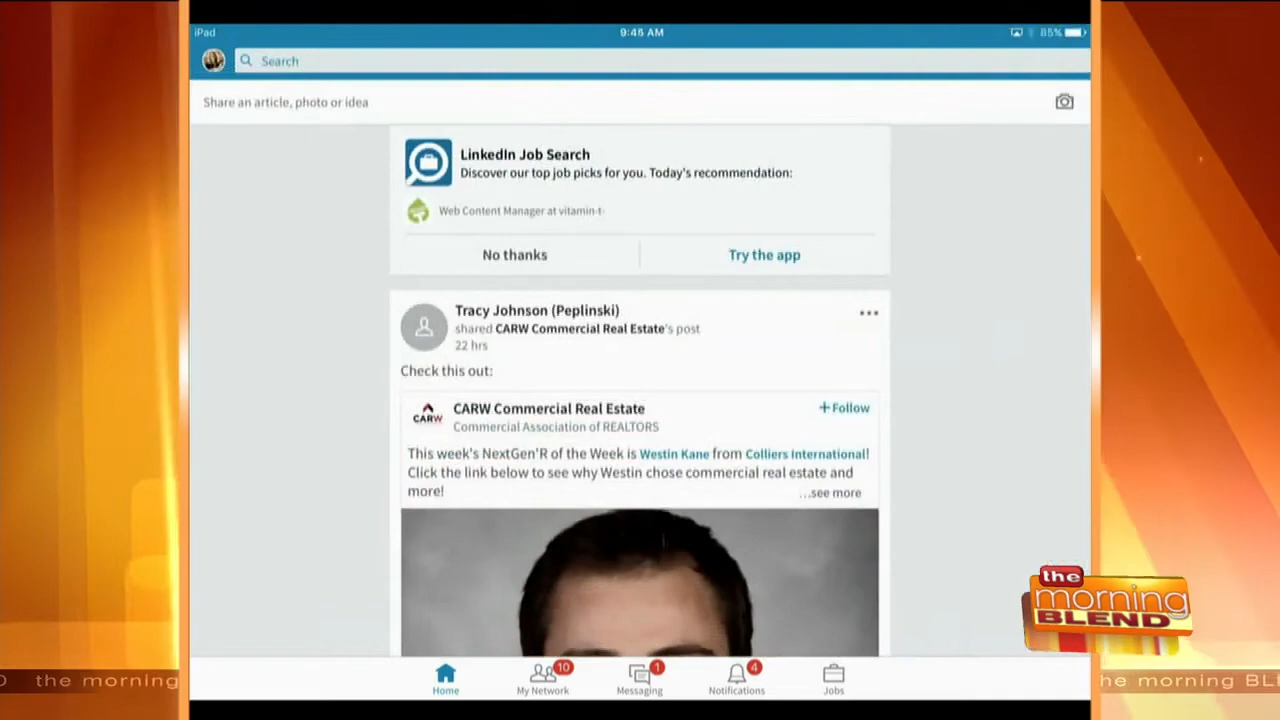 iPad
9:46 AM
85%
Search
Share an article, photo or idea
LinkedIn Job Search
Discover our top job picks for you. Today's recommendation:
Web Content Manager at vitamin-t
No thanks
Try the app
Tracy Johnson (Peplinski)
shared CARW Commercial Real Estate's post
22 hrs
Check this out:
CARW
CARW Commercial Real Estate
+Follow
Commercial Association of REALTORS
This week's NextGen'R of the Week is Westin Kane from Colliers International!
Click the link below to see why Westin chose commercial real estate and
more!
...see more
the
morning
BLEND
10
1
4
Home
My Network
Messaging
Notifications
Jobs
D the morning
he morning BL